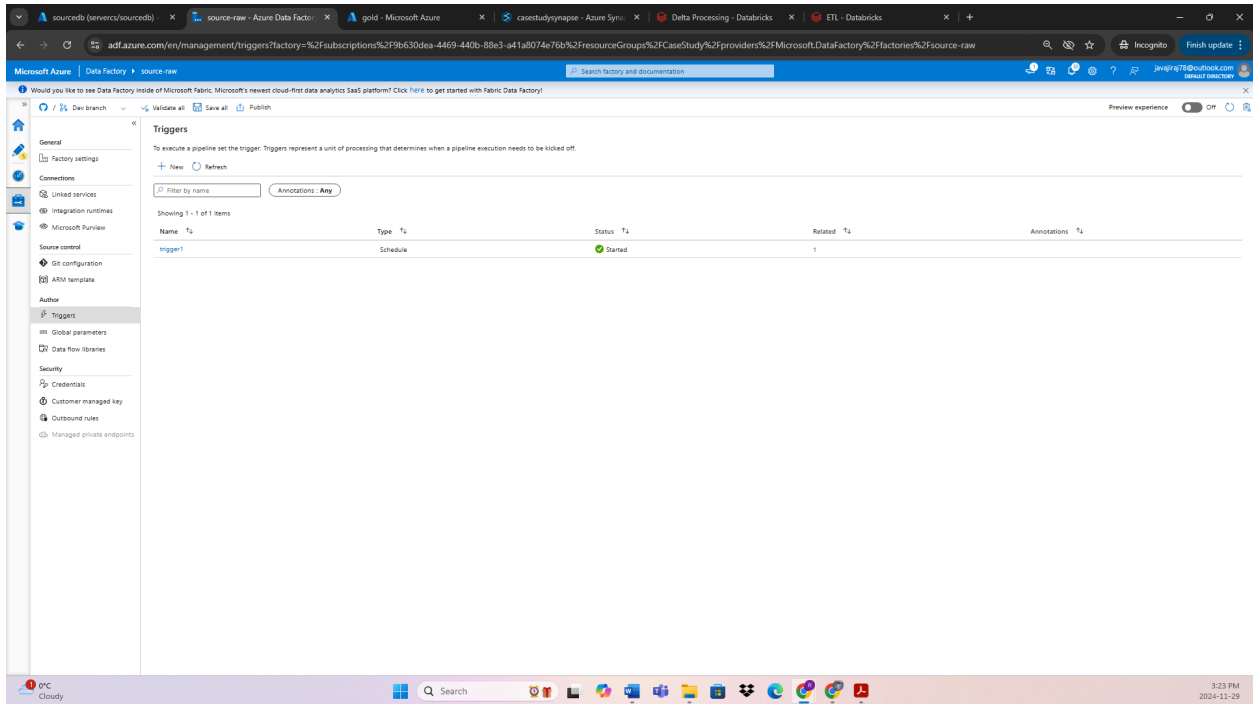 sourcedb (servercs/sourcedb) -
source-raw - Azure Data Factor
gold - Microsoft Azure
casestudysynapse - Azure Syna
Delta Processing - Databricks
ETL - Databricks
adf.azure.com/en/management/triggers?factory=%2Fsubscriptions%2F9b630dea-4469-440b-88e3-a41a8074e76b%2FresourceGroups%2FCaseStudy%2Fproviders%2FMicrosoft.DataFactory%2Ffactories%2Fsource-raw
Incognito
Finish update
Microsoft Azure
Data Factory
source-raw
Search factory and documentation
javajiraj78@outlook.com
DEFAULT DIRECTORY
Would you like to see Data Factory inside of Microsoft Fabric, Microsoft's newest cloud-first data analytics SaaS platform? Click here to get started with Fabric Data Factory!
/ Dev branch
Validate all
Save all
Publish
Preview experience
Off
General
Factory settings
Connections
Linked services
Integration runtimes
Microsoft Purview
Source control
Git configuration
ARM template
Author
Triggers
Global parameters
Data flow libraries
Security
Credentials
Customer managed key
Outbound rules
Managed private endpoints
Triggers
To execute a pipeline set the trigger. Triggers represent a unit of processing that determines when a pipeline execution needs to be kicked off.
New
Refresh
Filter by name
Annotations : Any
Showing 1 - 1 of 1 items
Name Type Status Related Annotations
trigger1 Schedule Started 1
1
0°C
Cloudy
Search
3:23 PM
2024-11-29